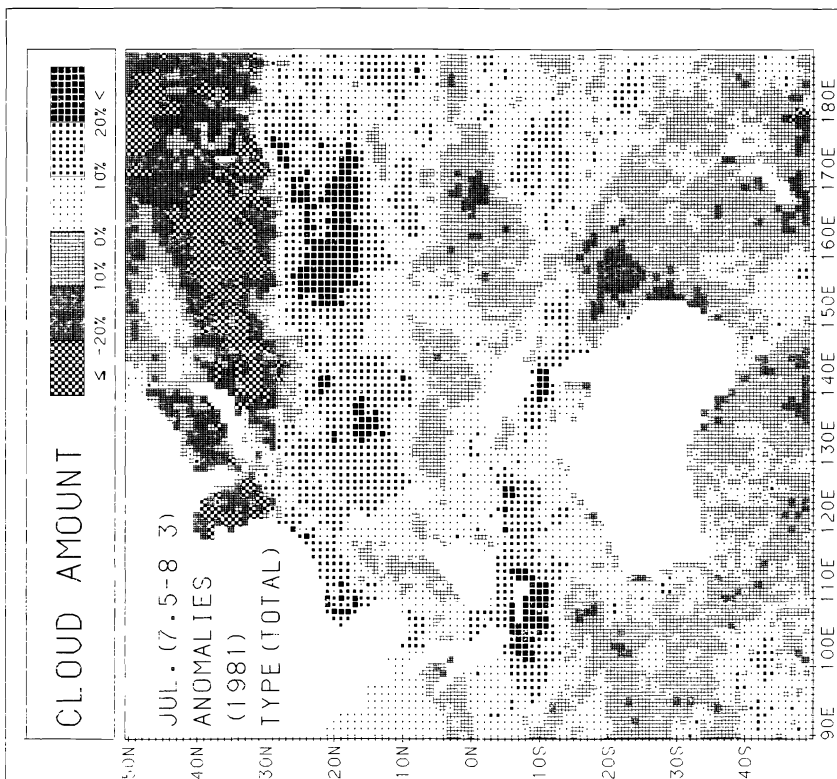 CLOUD AMOUNT
≤ -20% 10% 0% 10% 20% <
JUL. (7.5-8 3)
ANOMALIES
(1981)
TYPE(TOTAL)
50N
40N
30N
20N
10N
0N
10S
20S
30S
40S
90E 100E 110E 120E 130E 140E 150E 160E 170E 180E